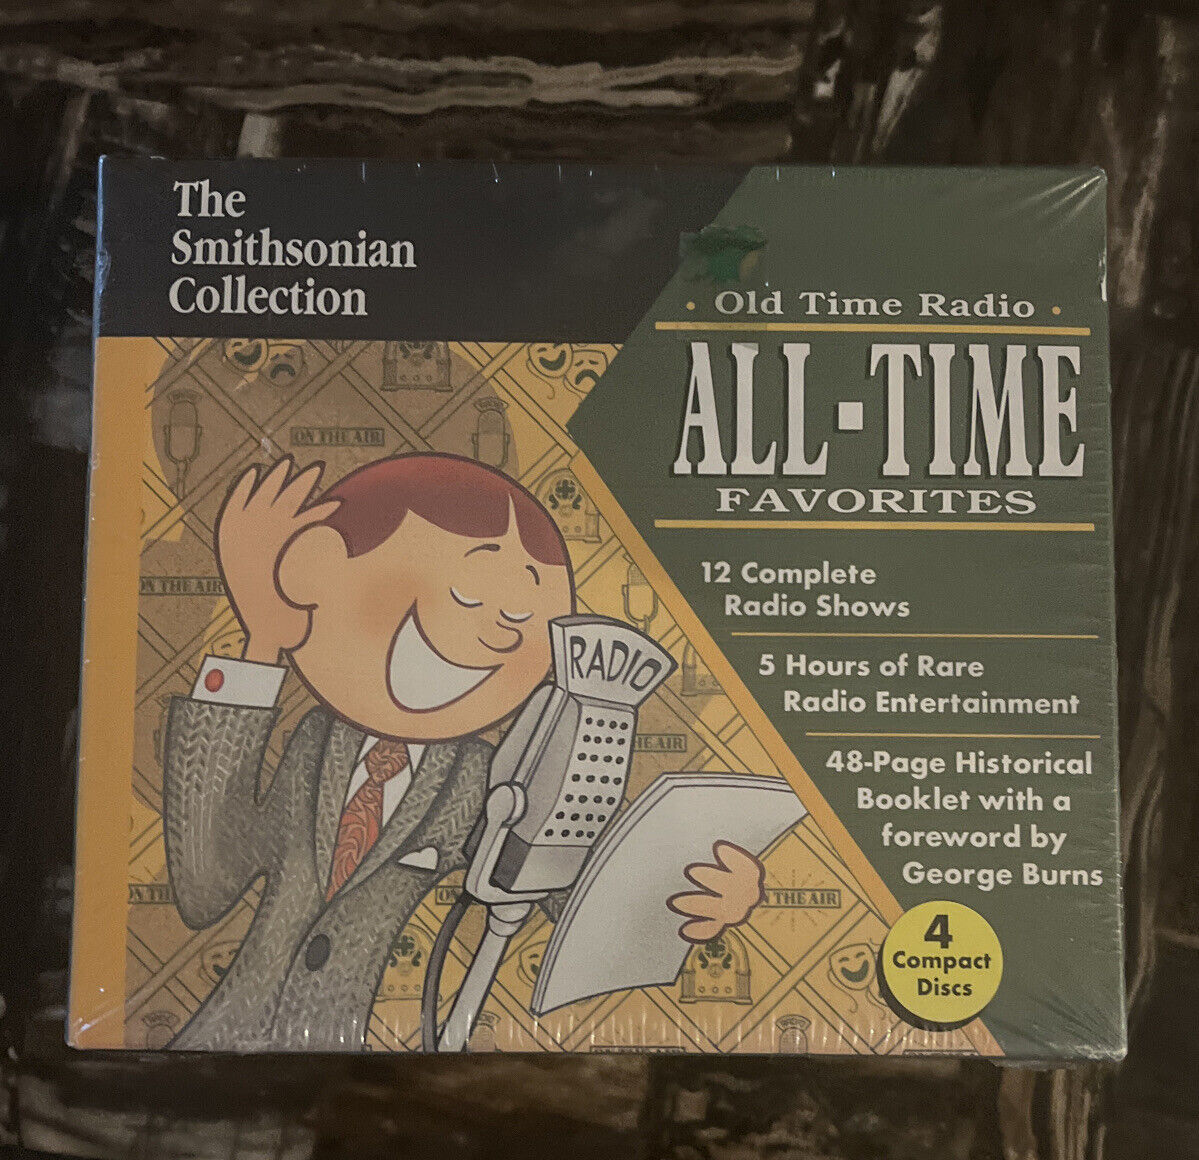 The
Smithsonian
Collection
· Old Time Radio ·
ALL-TIME
FAVORITES
12 Complete
Radio Shows
5 Hours of Rare
Radio Entertainment
48-Page Historical
Booklet with a
foreword by
George Burns
4
Compact
Discs
RADIO
ON THE AIR
ON THE AIR
HE AIR
ON THE AIR
O
N THE AIR